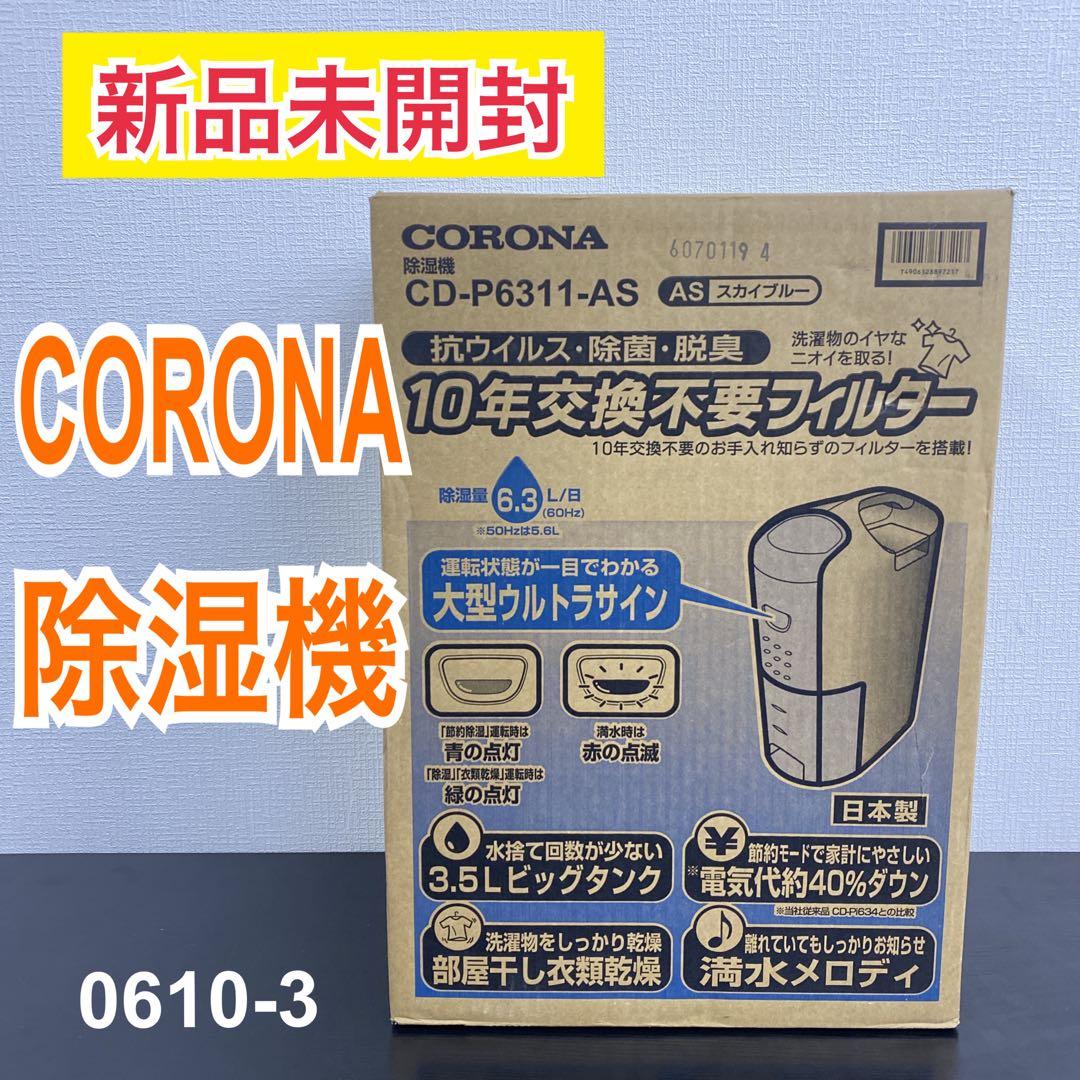 新品未開封
CORONA
除湿機
0610-3
CORONA
6070119 4
除湿機
CD-P6311-AS
AS スカイブルー
抗ウイルス・除菌・脱臭
洗濯物のイヤな
ニオイを取る!
10年交換不要フィルター
10年交換不要のお手入れ知らずのフィルターを搭載!
除湿量 6.3 L/日
(60Hz)
※50Hzは5.6L
運転状態が一目でわかる
大型ウルトラサイン
「節約除湿」運転時は
青の点灯
「除湿」「衣類乾燥」運転時は
緑の点灯
満水時は
赤の点滅
日本製
水捨て回数が少ない
3.5Lビッグタンク
¥
節約モードで家計にやさしい
※電気代約40%ダウン
※当社従来品 CD-Pi634との比較
洗濯物をしっかり乾燥
部屋干し衣類乾燥
離れていてもしっかりお知らせ
満水メロディ